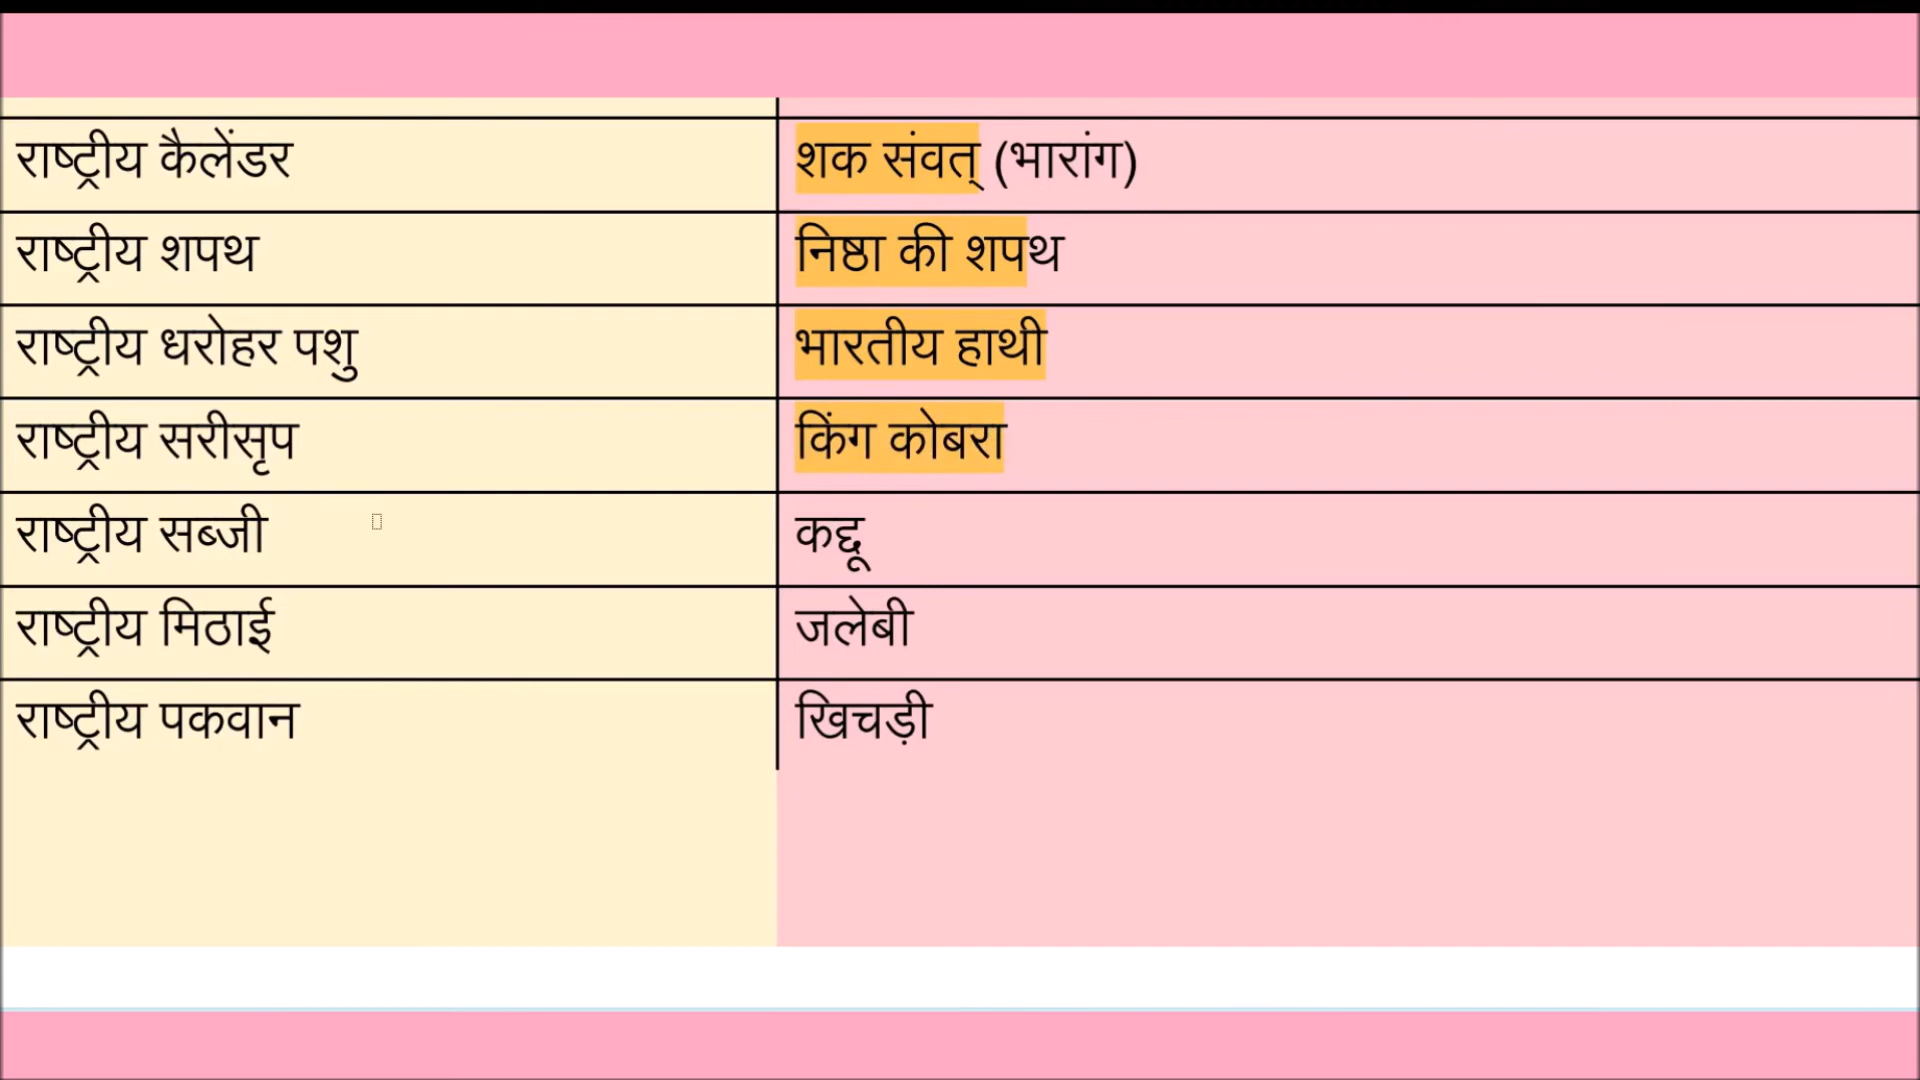 राष्ट्रीय कैलेंडर शक संवत् (भारांग)
राष्ट्रीय शपथ निष्ठा की शपथ
राष्ट्रीय धरोहर पशु भारतीय हाथी
राष्ट्रीय सरीसृप किंग कोबरा
राष्ट्रीय सब्जी कद्दू
राष्ट्रीय मिठाई जलेबी
राष्ट्रीय पकवान खिचड़ी